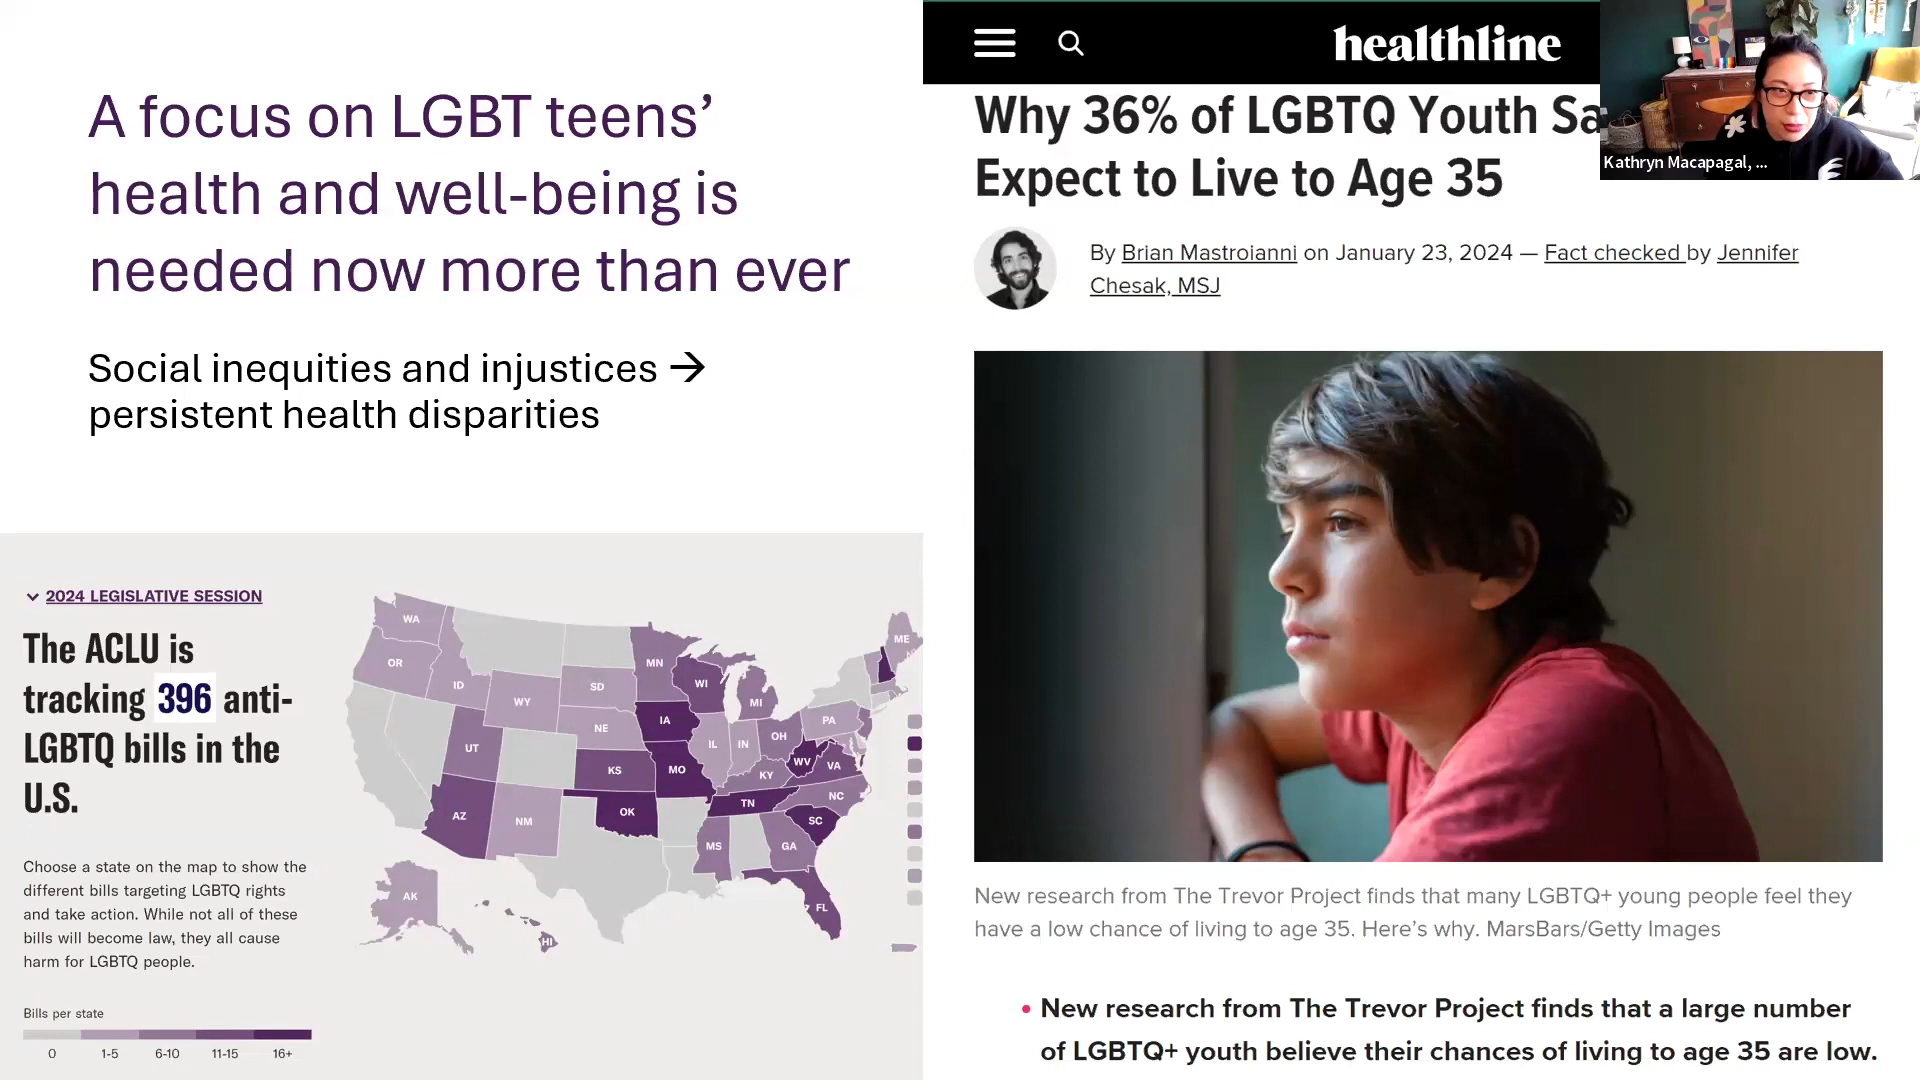 A focus on LGBT teens’
health and well-being is
needed now more than ever
Social inequities and injustices →
persistent health disparities
2024 LEGISLATIVE SESSION
The ACLU is
tracking 396 anti-
LGBTQ bills in the
U.S.
Choose a state on the map to show the
different bills targeting LGBTQ rights
and take action. While not all of these
bills will become law, they all cause
harm for LGBTQ people.
Bills per state
0 1-5 6-10 11-15 16+
WA
OR
ID
WY
UT
AZ
NM
SD
NE
KS
OK
MN
IA
MO
WI
IL
MI
IN
OH
KY
TN
MS
GA
FL
SC
NC
VA
WV
PA
ME
AK
HI
healthline
Why 36% of LGBTQ Youth
Expect to Live to Age 35
By Brian Mastroianni on January 23, 2024 — Fact checked by Jennifer
Chesak, MSJ
New research from The Trevor Project finds that many LGBTQ+ young people feel they
have a low chance of living to age 35. Here’s why. MarsBars/Getty Images
• New research from The Trevor Project finds that a large number
of LGBTQ+ youth believe their chances of living to age 35 are low.
Kathryn Macapagal, ...